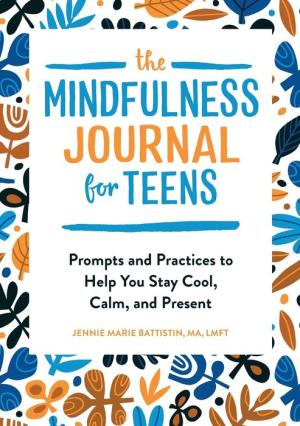 the
MINDFULNESS
JOURNAL
for TEENS
Prompts and Practices to
Help You Stay Cool,
Calm, and Present
JENNIE MARIE BATTISTIN, MA, LMFT